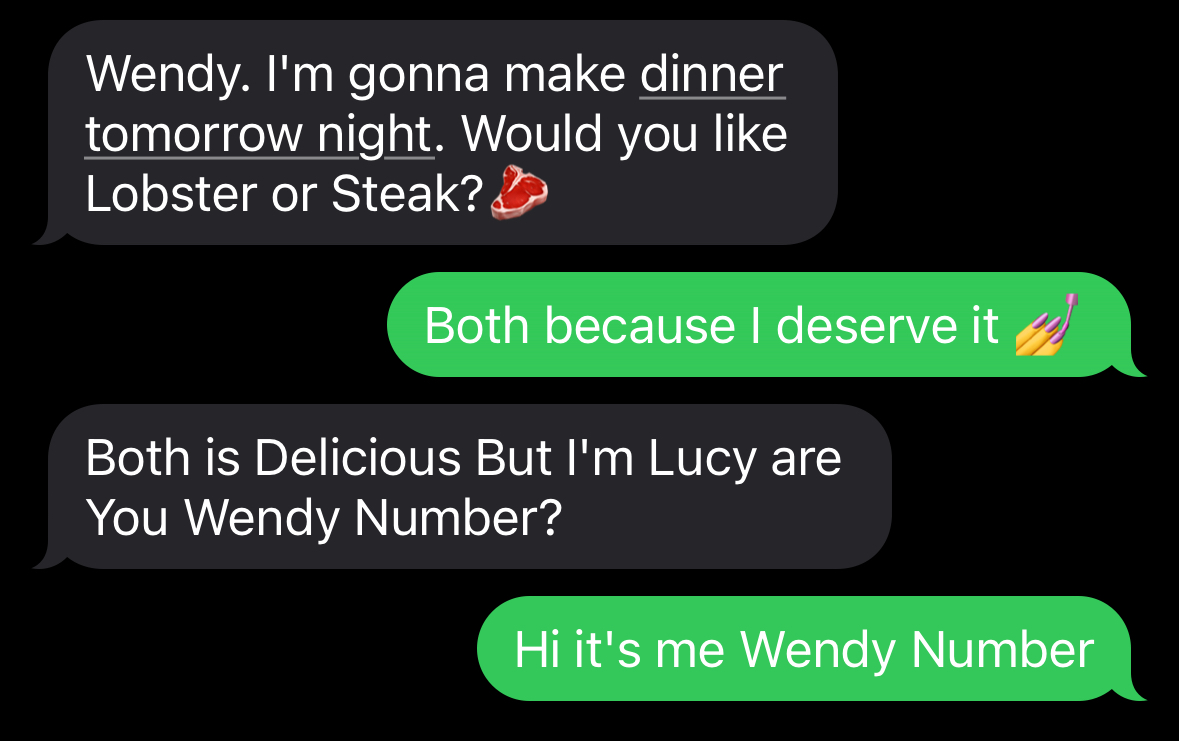 Wendy. I'm gonna make dinner
tomorrow night. Would you like
Lobster or Steak?🥩
Both because I deserve it 💅
Both is Delicious But I'm Lucy are
You Wendy Number?
Hi it's me Wendy Number